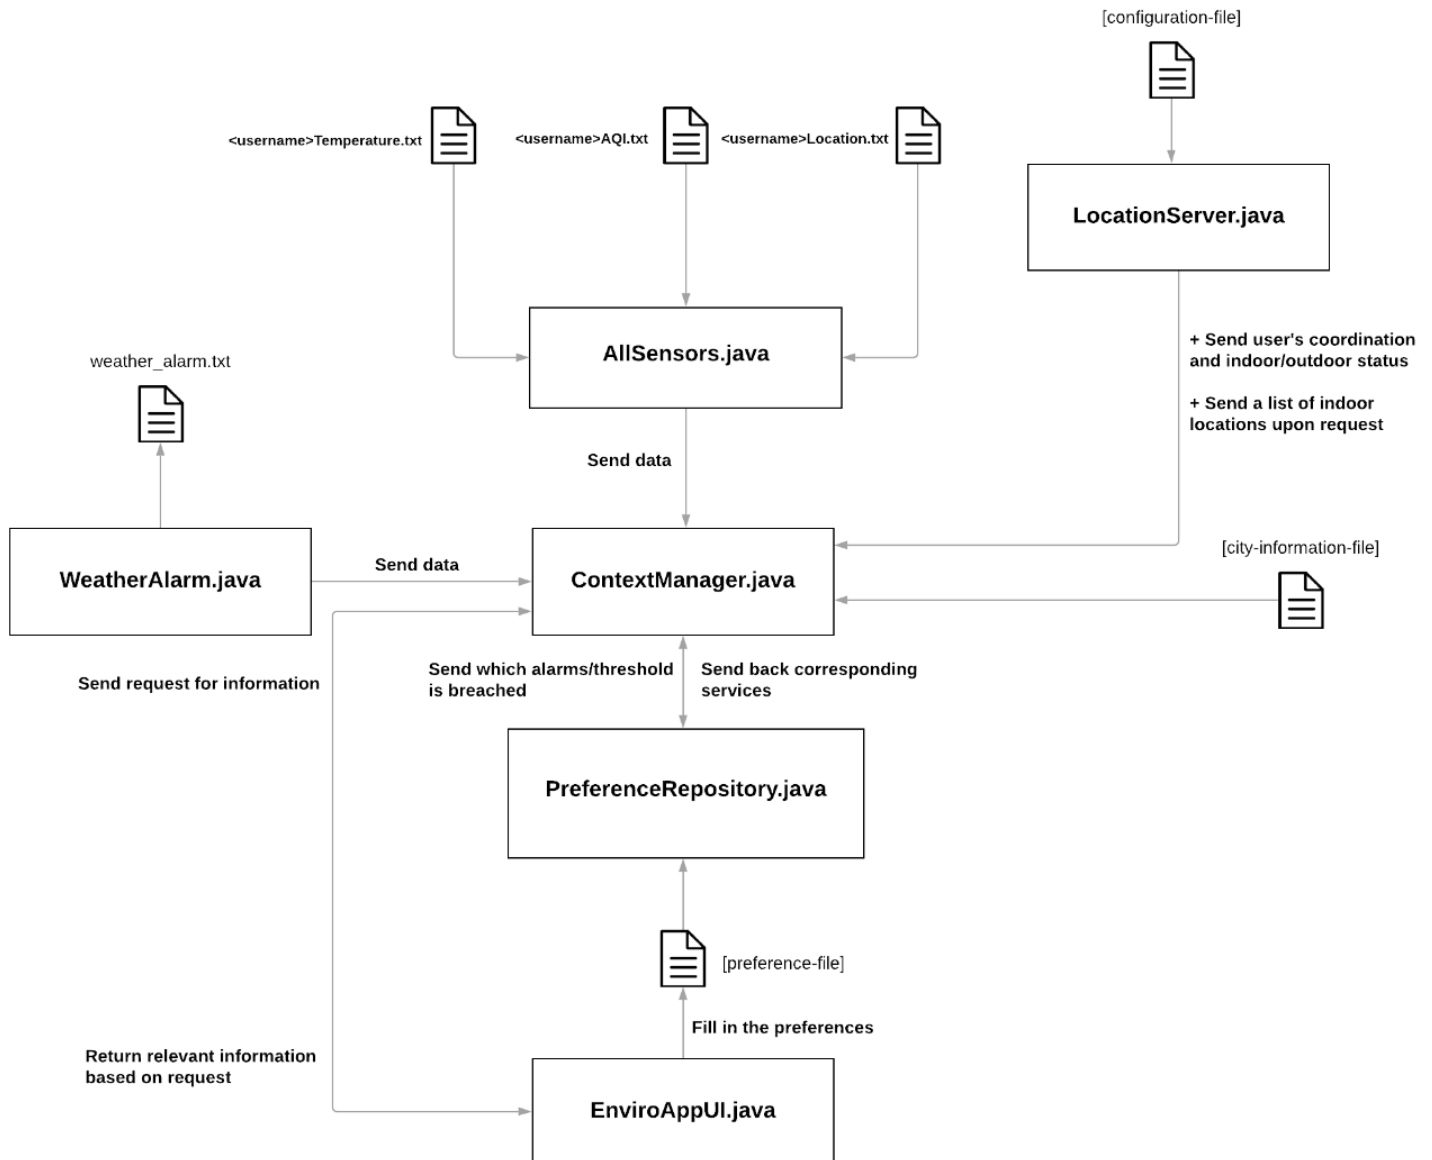 [configuration-file]
<username>Temperature.txt
<username>AQI.txt
<username>Location.txt
LocationServer.java
+ Send user's coordination
and indoor/outdoor status
+ Send a list of indoor
locations upon request
AllSensors.java
weather_alarm.txt
Send data
WeatherAlarm.java
Send data
ContextManager.java
[city-information-file]
Send request for information
Send which alarms/threshold
is breached
Send back corresponding
services
PreferenceRepository.java
[preference-file]
Fill in the preferences
Return relevant information
based on request
EnviroAppUI.java